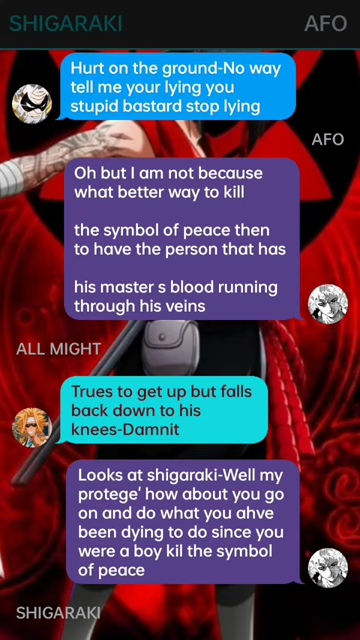 SHIGARAKI AFO
Hurt on the ground-No way
tell me your lying you
stupid bastard stop lying
AFO
Oh but I am not because
what better way to kill
the symbol of peace then
to have the person that has
his master s blood running
through his veins
ALL MIGHT
Trues to get up but falls
back down to his
knees-Damnit
Looks at shigaraki-Well my
protege' how about you go
on and do what you ahve
been dying to do since you
were a boy kil the symbol
of peace
SHIGARAKI